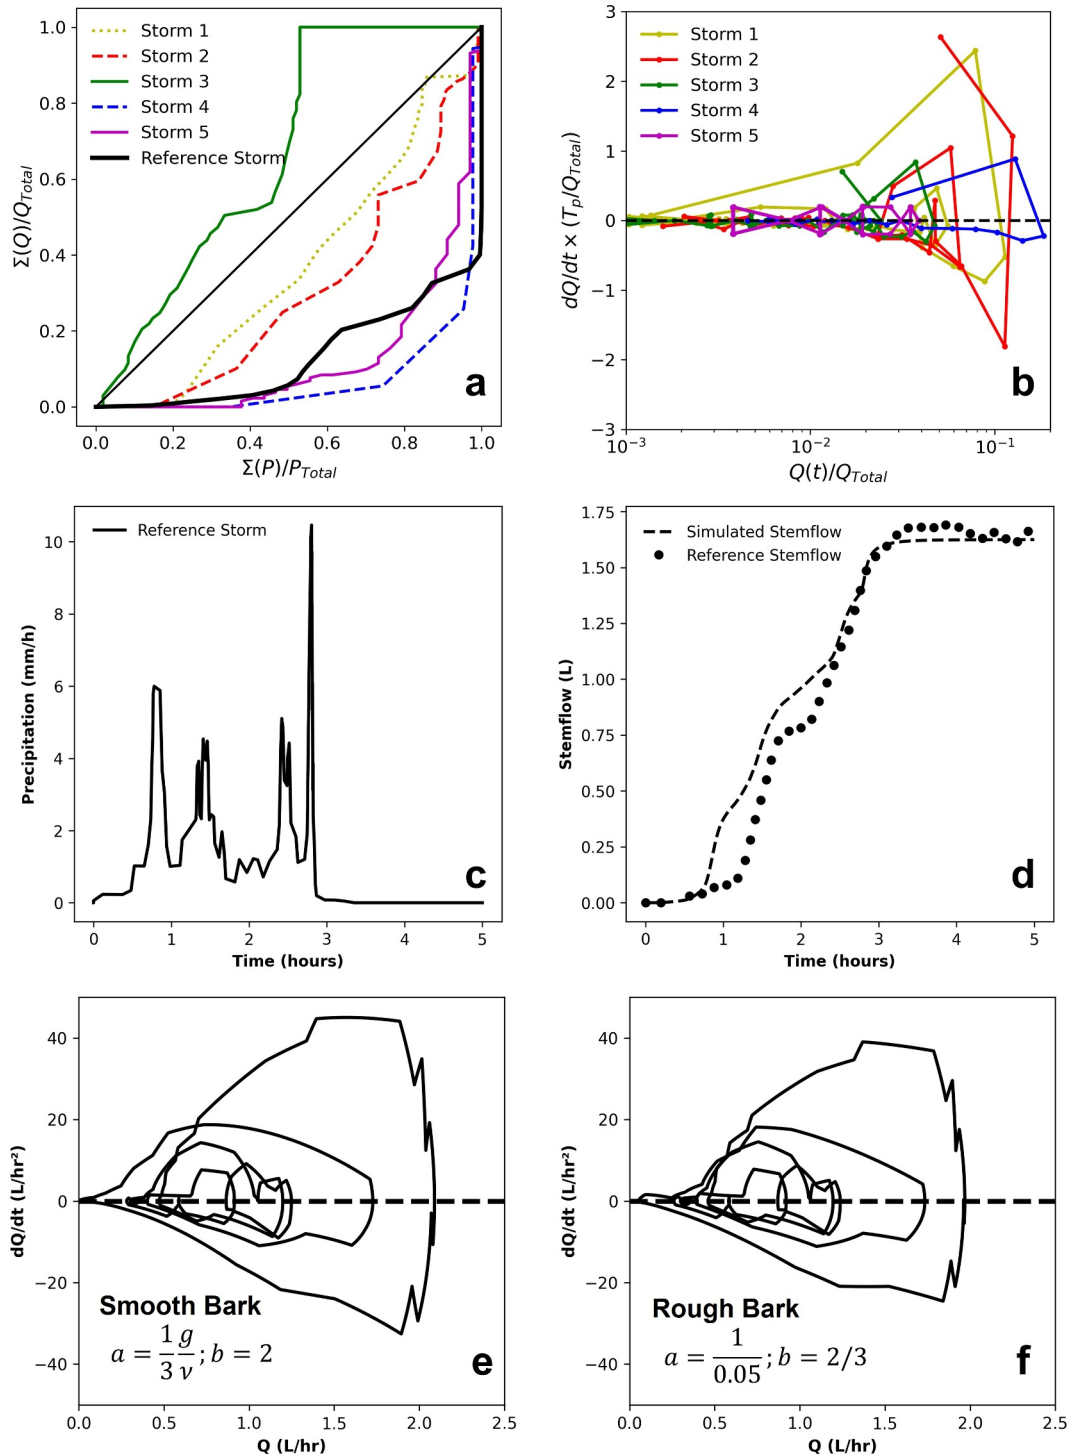 1.0
0.8
0.6
0.4
0.2
0.0
Σ(Q)/Q_Total
Storm 1
Storm 2
Storm 3
Storm 4
Storm 5
Reference Storm
a
0.0 0.2 0.4 0.6 0.8 1.0
Σ(P)/P_Total
3
2
1
0
−1
−2
−3
dQ/dt × (T_p/Q_Total)
Storm 1
Storm 2
Storm 3
Storm 4
Storm 5
b
10⁻³ 10⁻² 10⁻¹
Q(t)/Q_Total
10
8
6
4
2
0
Precipitation (mm/h)
Reference Storm
c
0 1 2 3 4 5
Time (hours)
1.75
1.50
1.25
1.00
0.75
0.50
0.25
0.00
Stemflow (L)
Simulated Stemflow
Reference Stemflow
d
0 1 2 3 4 5
Time (hours)
40
20
0
−20
−40
dQ/dt (L/hr²)
Smooth Bark
a = 1/3 g/ν; b = 2
e
0.0 0.5 1.0 1.5 2.0 2.5
Q (L/hr)
40
20
0
−20
−40
dQ/dt (L/hr²)
Rough Bark
a = 1/0.05; b = 2/3
f
0.0 0.5 1.0 1.5 2.0 2.5
Q (L/hr)